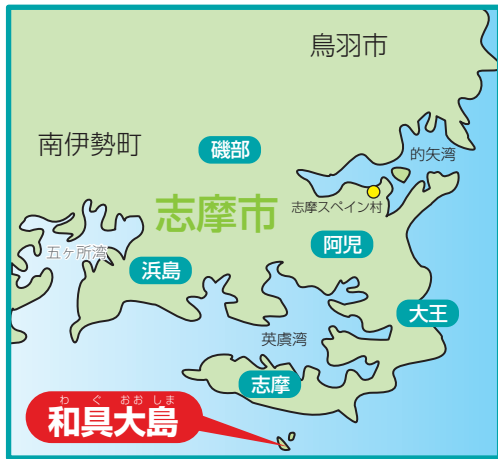 鳥羽市
南伊勢町
磯部
的矢湾
志摩市
志摩スペイン村
阿児
五ヶ所湾
浜島
大王
英虞湾
志摩
わぐおおしま
和具大島